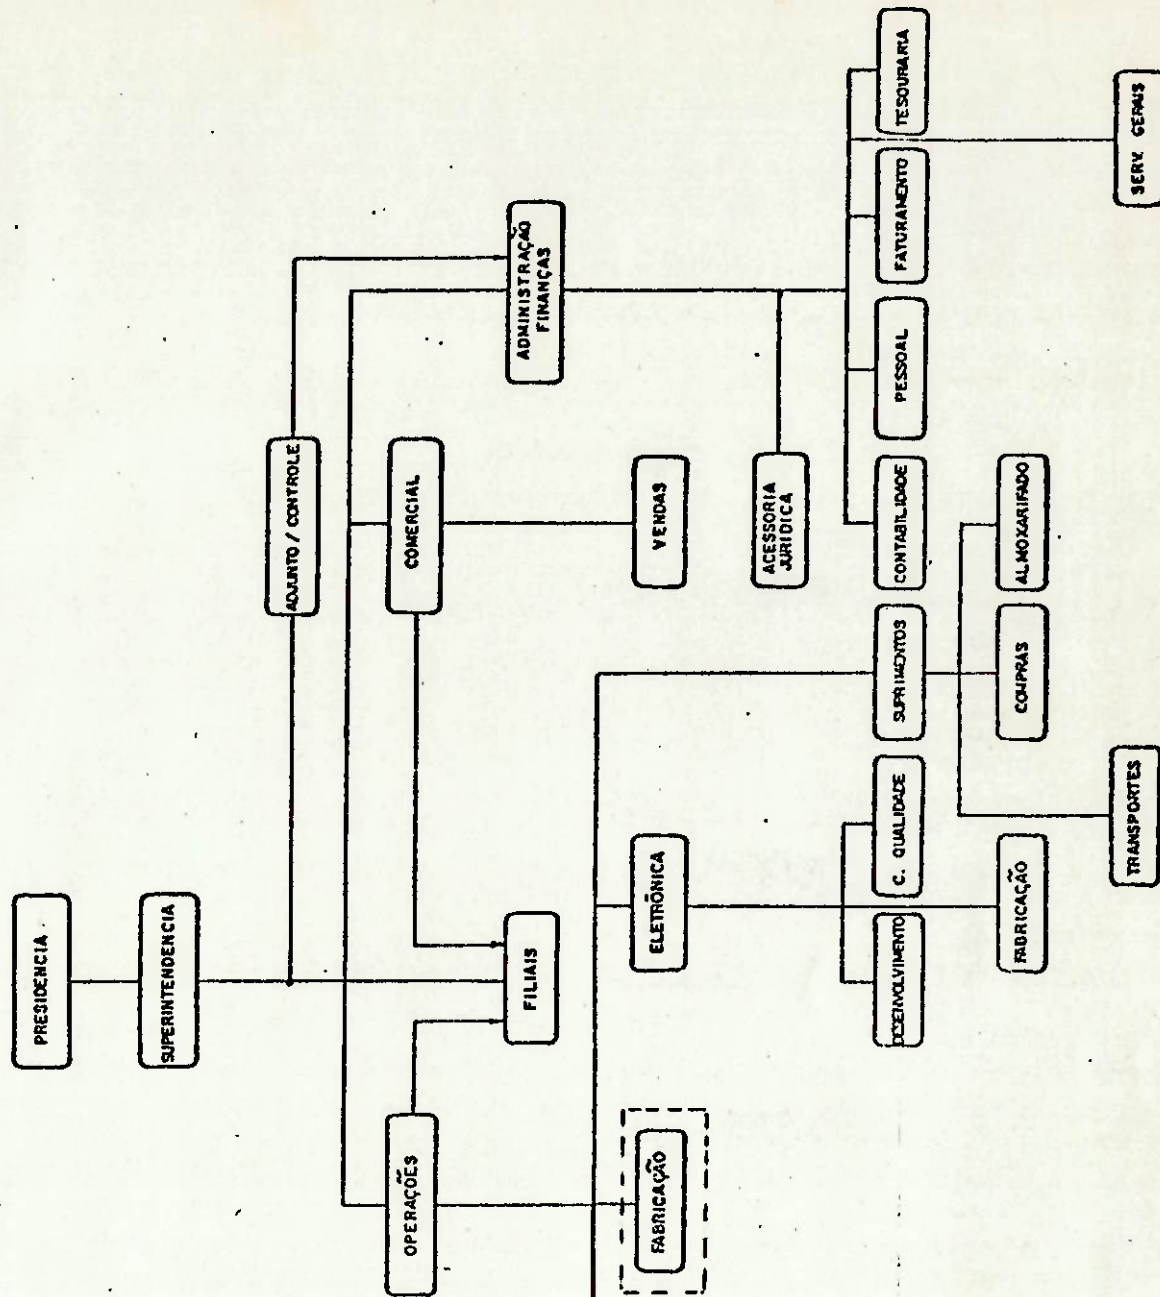 PRESIDENCIA
SUPERINTENDENCIA
ADJUNTO / CONTROLE
OPERAÇÕES
COMERCIAL
FILIAIS
ADMINISTRAÇÃO
FINANÇAS
FABRICAÇÃO
ELETRÔNICA
VENDAS
ACESSORIA
JURIDICA
DESENVOLVIMENTO
C. QUALIDADE
SUPRIMENTOS
CONTABILIDADE
PESSOAL
FATURAMENTO
TESOURARIA
FABRICAÇÃO
COMPRAS
ALMOXARIFADO
TRANSPORTES
SERV. GERAIS